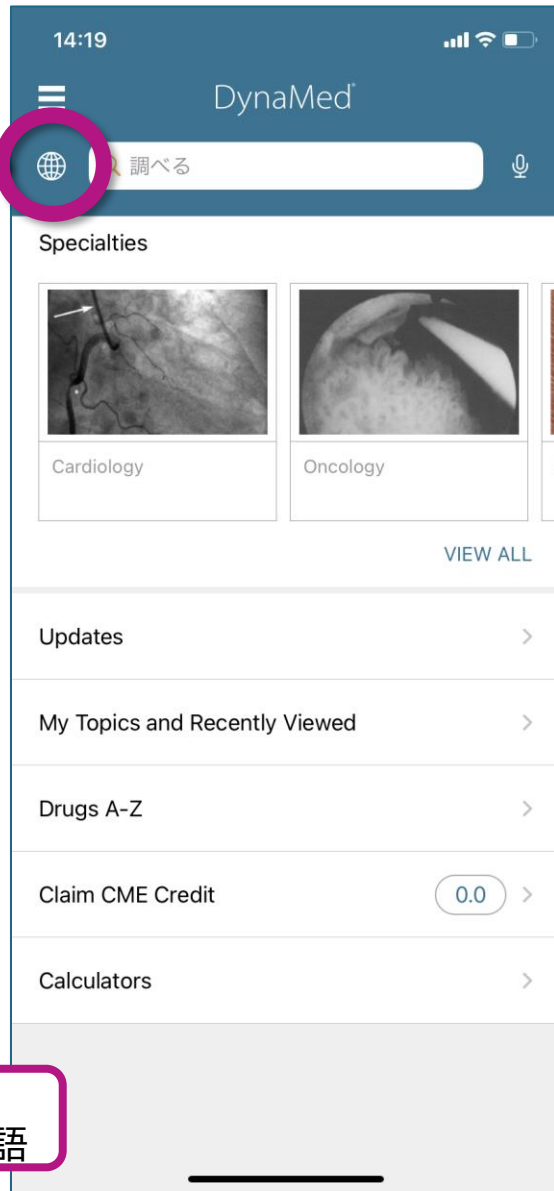 14:19
DynaMed
調べる
Specialties
Cardiology
Oncology
VIEW ALL
Updates
My Topics and Recently Viewed
Drugs A-Z
Claim CME Credit
0.0
Calculators
語